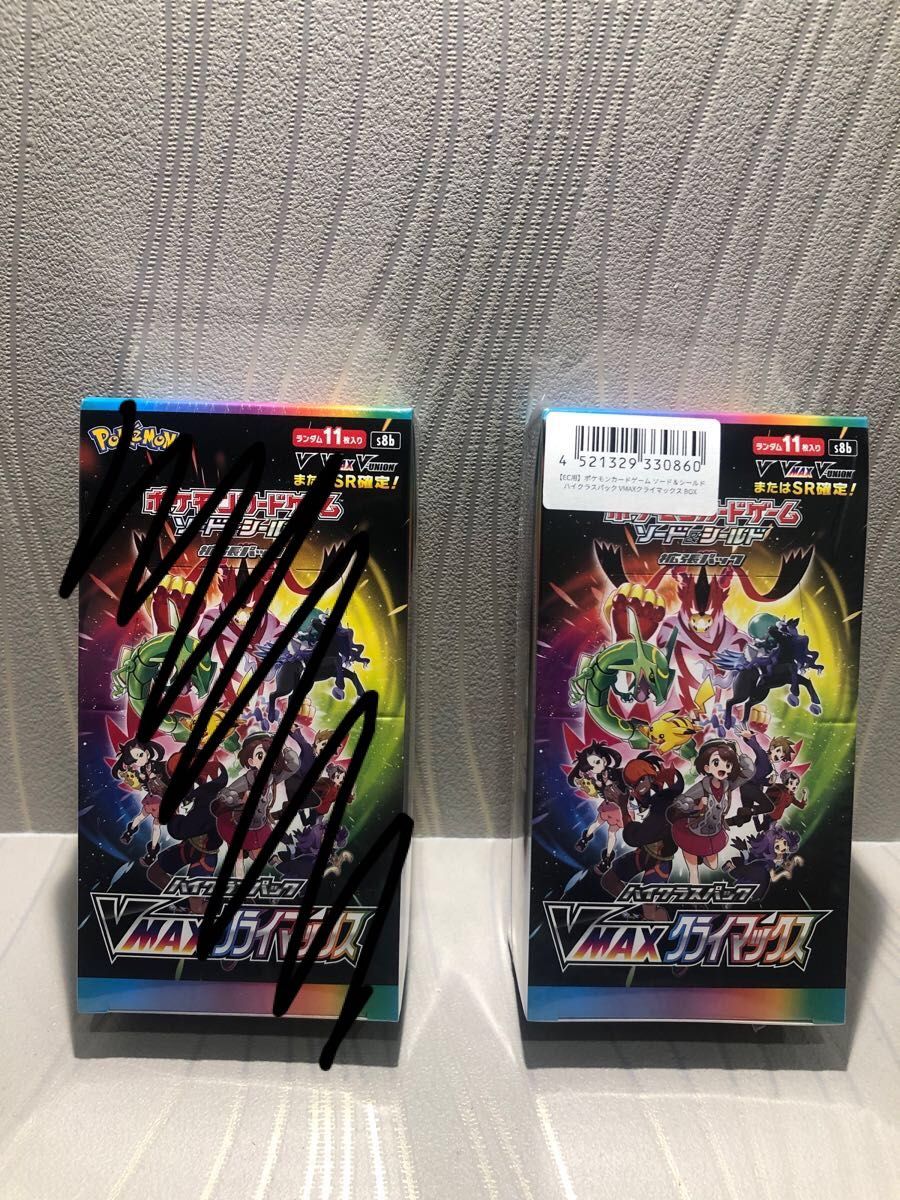 Pokémon
ランダム11枚入り
s8b
V VMAX V-UNION
またはSR確定!
ポケモンカードゲーム
ソード&シールド
拡張パック
ハイクラスパック
VMAXクライマックス
4 521329 330860
【EC用】ポケモンカードゲーム ソード&シールド
ハイクラスパック VMAXクライマックス BOX
ランダム11枚入り
s8b
V VMAX V-UNION
またはSR確定!
ポケモンカードゲーム
ソード&シールド
拡張パック
ハイクラスパック
VMAXクライマックス